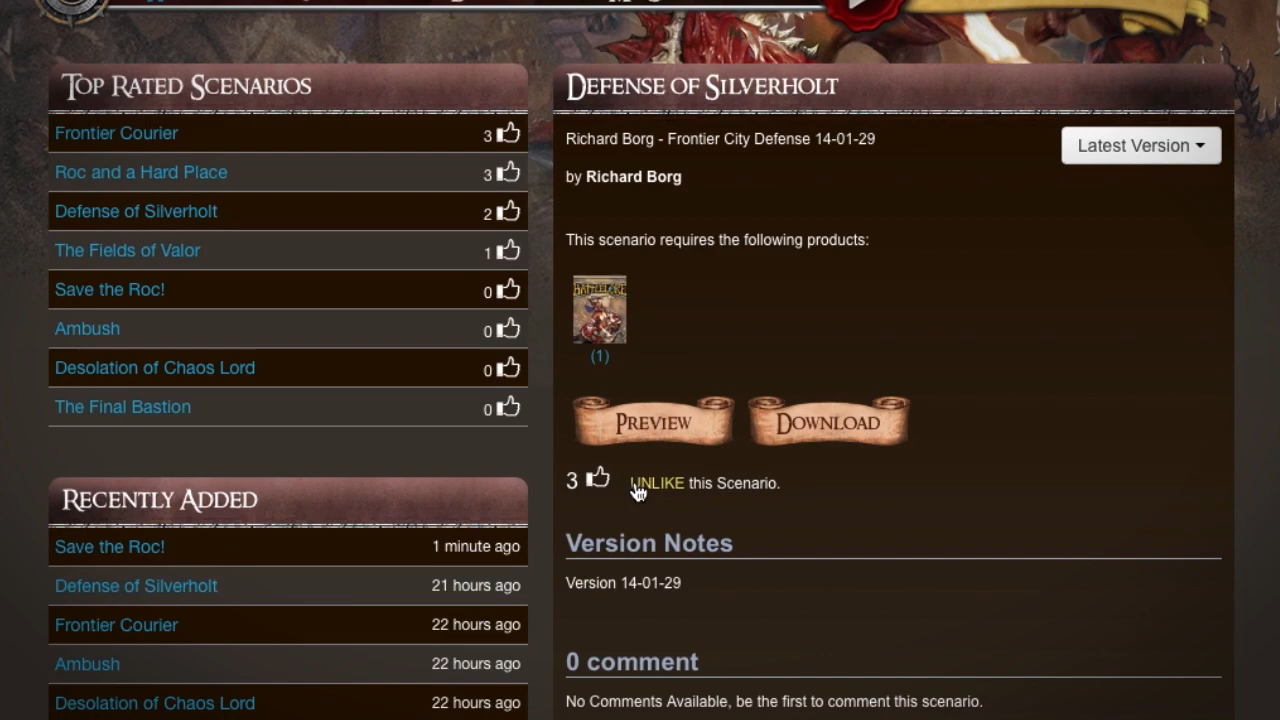 TOP RATED SCENARIOS
Frontier Courier 3
Roc and a Hard Place 3
Defense of Silverholt 2
The Fields of Valor 1
Save the Roc! 0
Ambush 0
Desolation of Chaos Lord 0
The Final Bastion 0
RECENTLY ADDED
Save the Roc! 1 minute ago
Defense of Silverholt 21 hours ago
Frontier Courier 22 hours ago
Ambush 22 hours ago
Desolation of Chaos Lord 22 hours ago
DEFENSE OF SILVERHOLT
Richard Borg - Frontier City Defense 14-01-29
Latest Version
by Richard Borg
This scenario requires the following products:
BATTLELORE
(1)
PREVIEW
DOWNLOAD
3 UNLIKE this Scenario.
Version Notes
Version 14-01-29
0 comment
No Comments Available, be the first to comment this scenario.